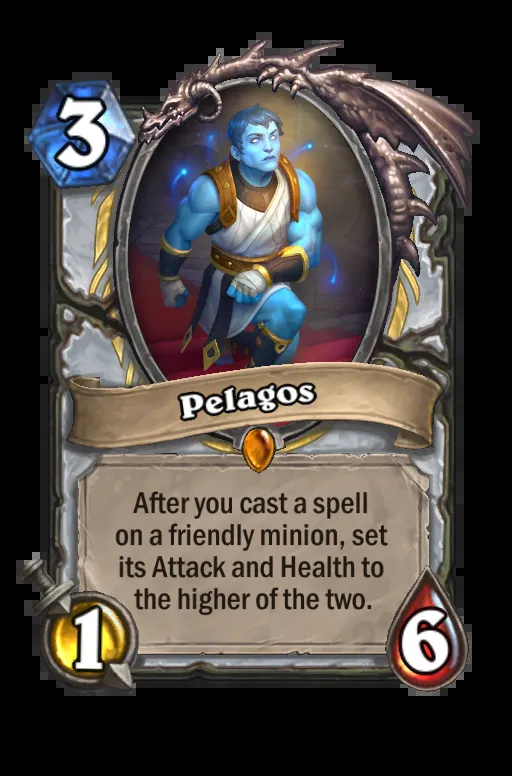 3
Pelagos
After you cast a spell
on a friendly minion, set
its Attack and Health to
the higher of the two.
1
6